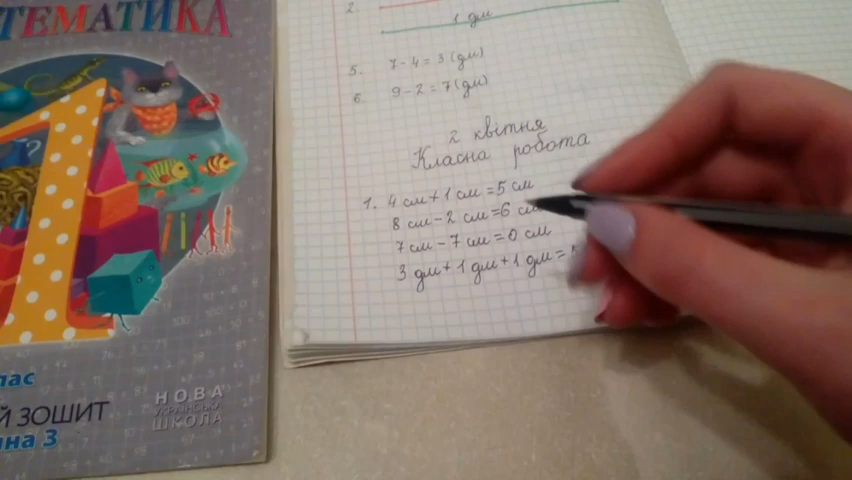 ТЕМАТИКА
?
лас
Й ЗОШИТ
на 3
НОВА
УКРАЇНСЬКА
ШКОЛА
2.
1 дм
5. 7-4=3 (дм)
6. 9-2=7 (дм)
2 квітня
Класна робота
1. 4 см+1 см=5 см
8 см-2 см=6 см
7 см-7 см=0 см
3 дм+1 дм+1 дм=